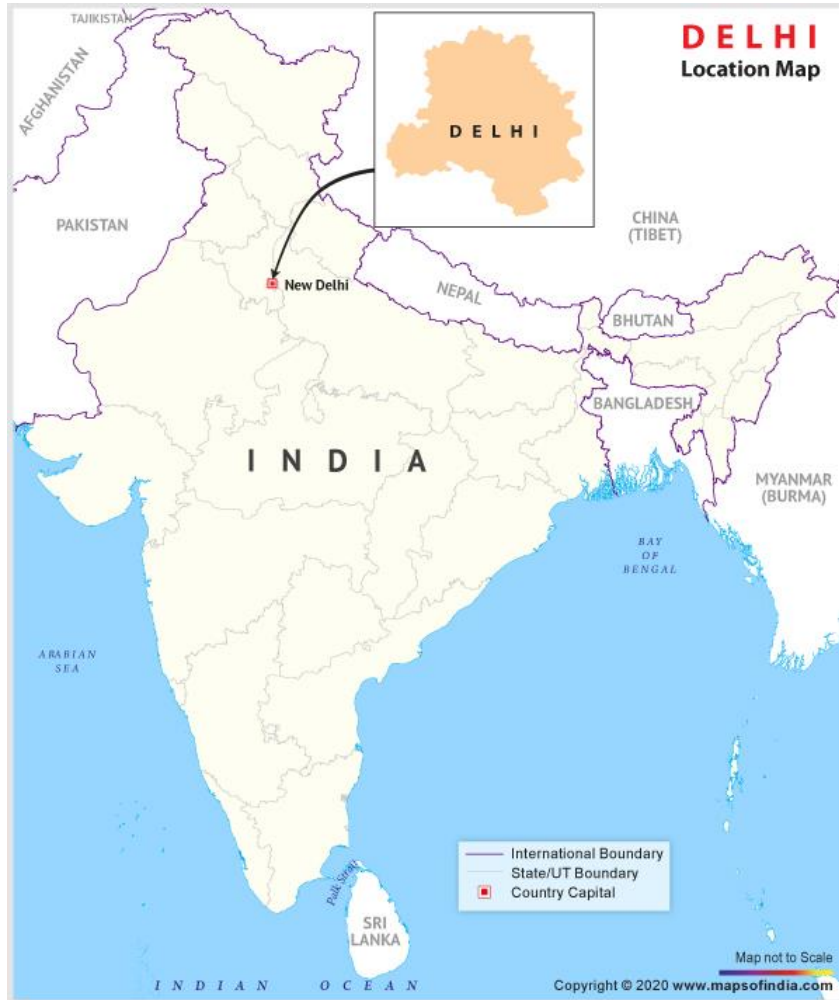 DELHI
Location Map
TAJIKISTAN
AFGHANISTAN
PAKISTAN
DELHI
CHINA
(TIBET)
New Delhi
NEPAL
BHUTAN
BANGLADESH
INDIA
MYANMAR
(BURMA)
BAY
OF
BENGAL
ARABIAN
SEA
International Boundary
State/UT Boundary
Country Capital
Palk Strait
SRI
LANKA
Map not to Scale
INDIAN OCEAN
Copyright © 2020 www.mapsofindia.com